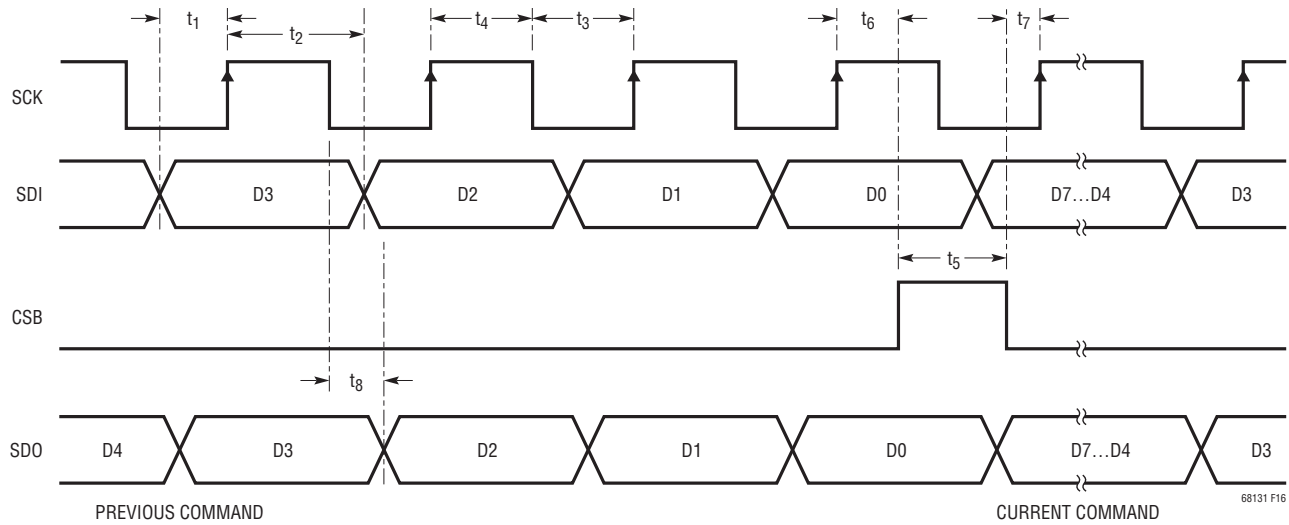 t1 t2 t4 t3 t6 t7
SCK
SDI D3 D2 D1 D0 D7...D4 D3
t5
CSB
t8
SDO D4 D3 D2 D1 D0 D7...D4 D3
68131 F16
PREVIOUS COMMAND CURRENT COMMAND